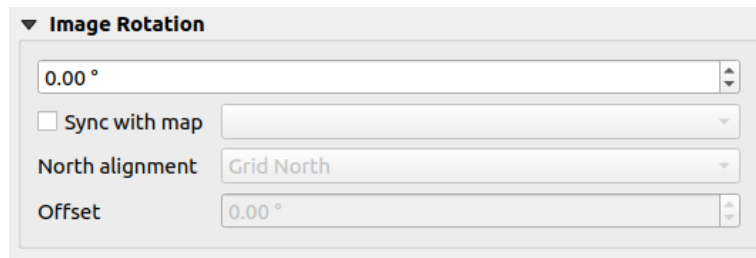 Image Rotation
0.00 °
Sync with map
North alignment Grid North
Offset 0.00 °